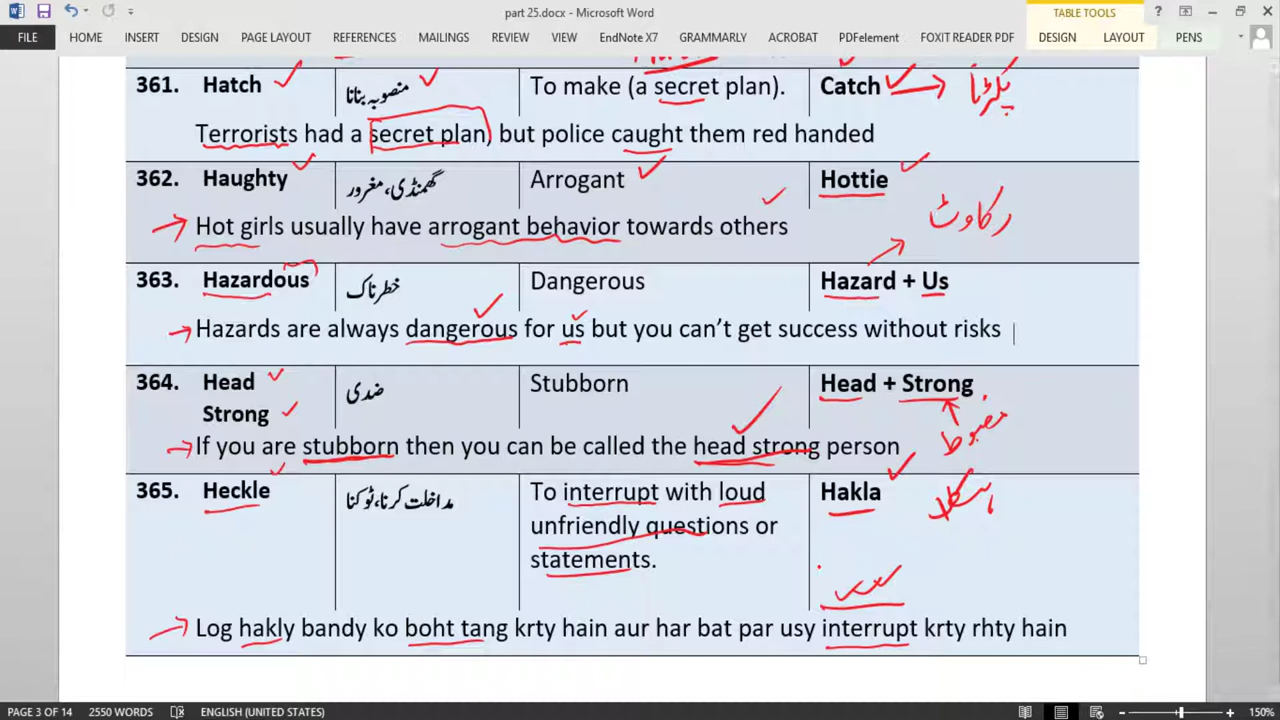 part 25.docx - Microsoft Word
TABLE TOOLS
FILE HOME INSERT DESIGN PAGE LAYOUT REFERENCES MAILINGS REVIEW VIEW EndNote X7 GRAMMARLY ACROBAT PDFelement FOXIT READER PDF DESIGN LAYOUT PENS
361. Hatch منصوبہ بنانا To make (a secret plan). Catch پکڑنا
Terrorists had a secret plan, but police caught them red handed
362. Haughty گھمنڈی، مغرور Arrogant Hottie
Hot girls usually have arrogant behavior towards others رکاوٹ
363. Hazardous خطرناک Dangerous Hazard + Us
Hazards are always dangerous for us but you can't get success without risks
364. Head ضدی Stubborn Head + Strong
Strong مضبوط
If you are stubborn then you can be called the head strong person
365. Heckle مداخلت کرنا، ٹوکنا To interrupt with loud Hakla ہکلا
unfriendly questions or
statements.
Log hakly bandy ko boht tang krty hain aur har bat par usy interrupt krty rhty hain
PAGE 3 OF 14 2550 WORDS ENGLISH (UNITED STATES) 150%